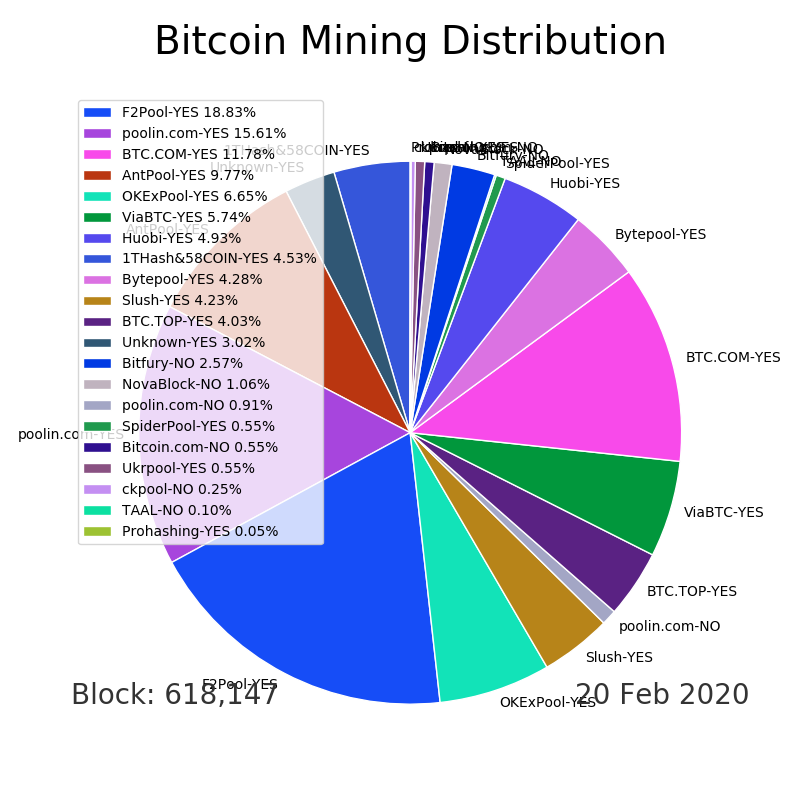 Bitcoin Mining Distribution
F2Pool-YES 18.83%
poolin.com-YES 15.61%
BTC.COM-YES 11.78%
AntPool-YES 9.77%
OKExPool-YES 6.65%
ViaBTC-YES 5.74%
Huobi-YES 4.93%
1THash&58COIN-YES 4.53%
Bytepool-YES 4.28%
Slush-YES 4.23%
BTC.TOP-YES 4.03%
Unknown-YES 3.02%
Bitfury-NO 2.57%
NovaBlock-NO 1.06%
poolin.com-NO 0.91%
SpiderPool-YES 0.55%
Bitcoin.com-NO 0.55%
Ukrpool-YES 0.55%
ckpool-NO 0.25%
TAAL-NO 0.10%
Prohashing-YES 0.05%
1THash&58COIN-YES
Unknown-YES
AntPool-YES
poolin.com-YES
F2Pool-YES
OKExPool-YES
Slush-YES
poolin.com-NO
BTC.TOP-YES
ViaBTC-YES
BTC.COM-YES
Bytepool-YES
Huobi-YES
SpiderPool-YES
TAAL-NO
Bitfury-NO
Block: 618,147
20 Feb 2020